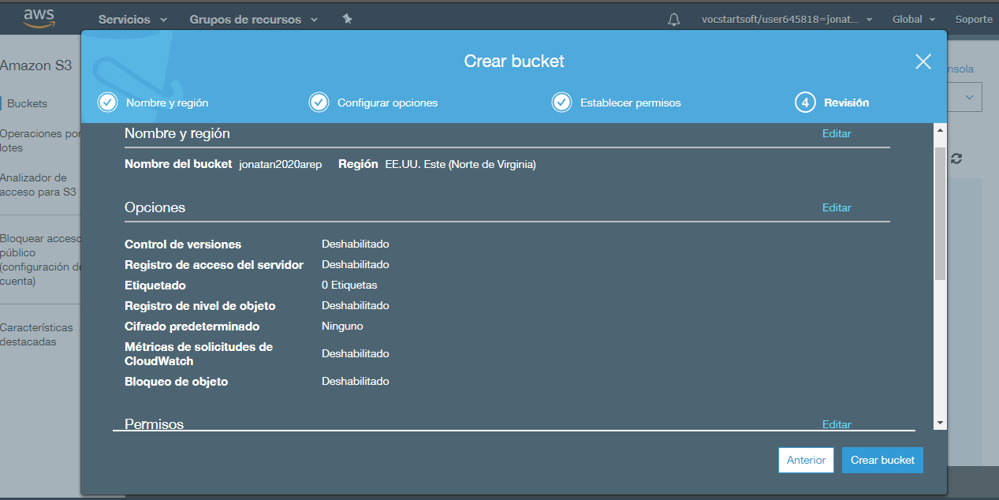 aws
Servicios
Grupos de recursos
vocstartsoft/user645818=jonat...
Global
Soporte
Amazon S3
Buckets
Operaciones por
lotes
Analizador de
acceso para S3
Bloquear acceso
público
(configuración de
cuenta)
Características
destacadas
nsola
Crear bucket
Nombre y región
Configurar opciones
Establecer permisos
4 Revisión
Nombre y región Editar
Nombre del bucket jonatan2020arep Región EE.UU. Este (Norte de Virginia)
Opciones Editar
Control de versiones Deshabilitado
Registro de acceso del servidor Deshabilitado
Etiquetado 0 Etiquetas
Registro de nivel de objeto Deshabilitado
Cifrado predeterminado Ninguno
Métricas de solicitudes de
CloudWatch Deshabilitado
Bloqueo de objeto Deshabilitado
Permisos Editar
Anterior Crear bucket